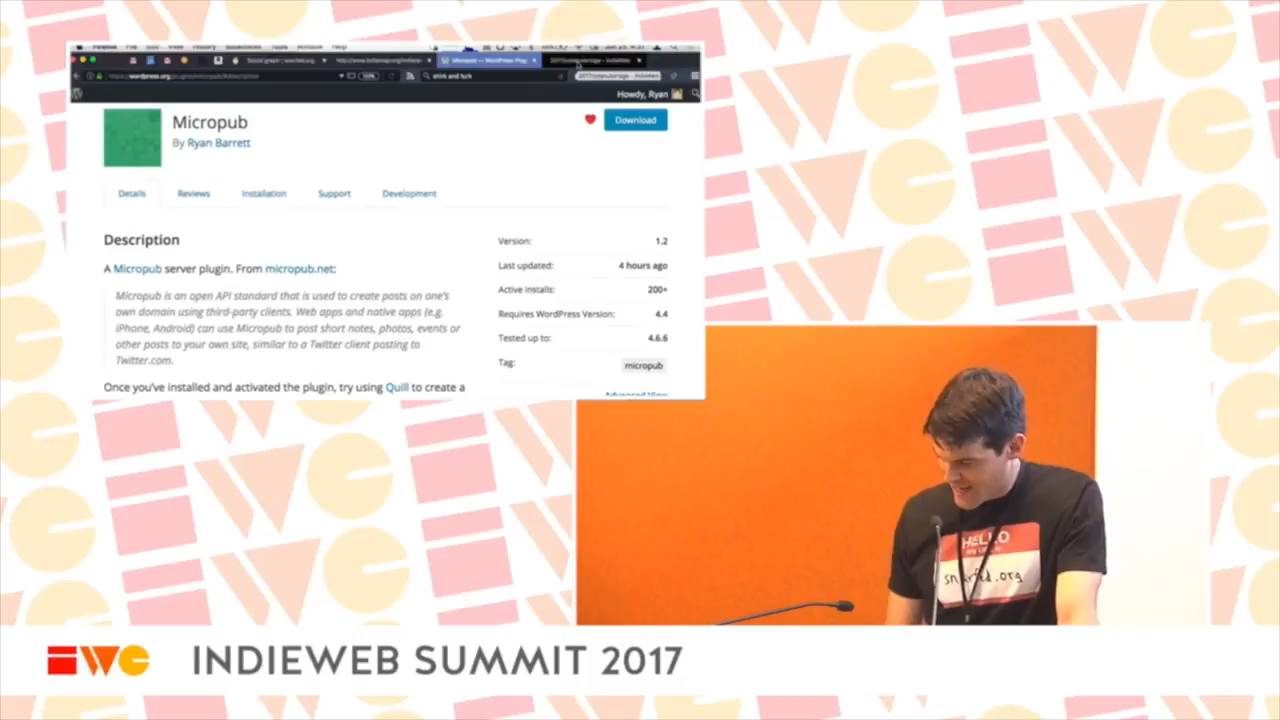 Howdy, Ryan
Micropub
Download
By Ryan Barrett
Details
Reviews
Installation
Support
Development
Description
A Micropub server plugin. From micropub.net:
Micropub is an open API standard that is used to create posts on one's
own domain using third-party clients. Web apps and native apps (e.g.
iPhone, Android) can use Micropub to post short notes, photos, events or
other posts to your own site, similar to a Twitter client posting to
Twitter.com.
Once you've installed and activated the plugin, try using Quill to create a
Version: 1.2
Last updated: 4 hours ago
Active Installs: 200+
Requires WordPress Version: 4.4
Tested up to: 4.6.6
Tag: micropub
Advanced View
HELLO
snarfed.org
IWC
INDIEWEB SUMMIT 2017